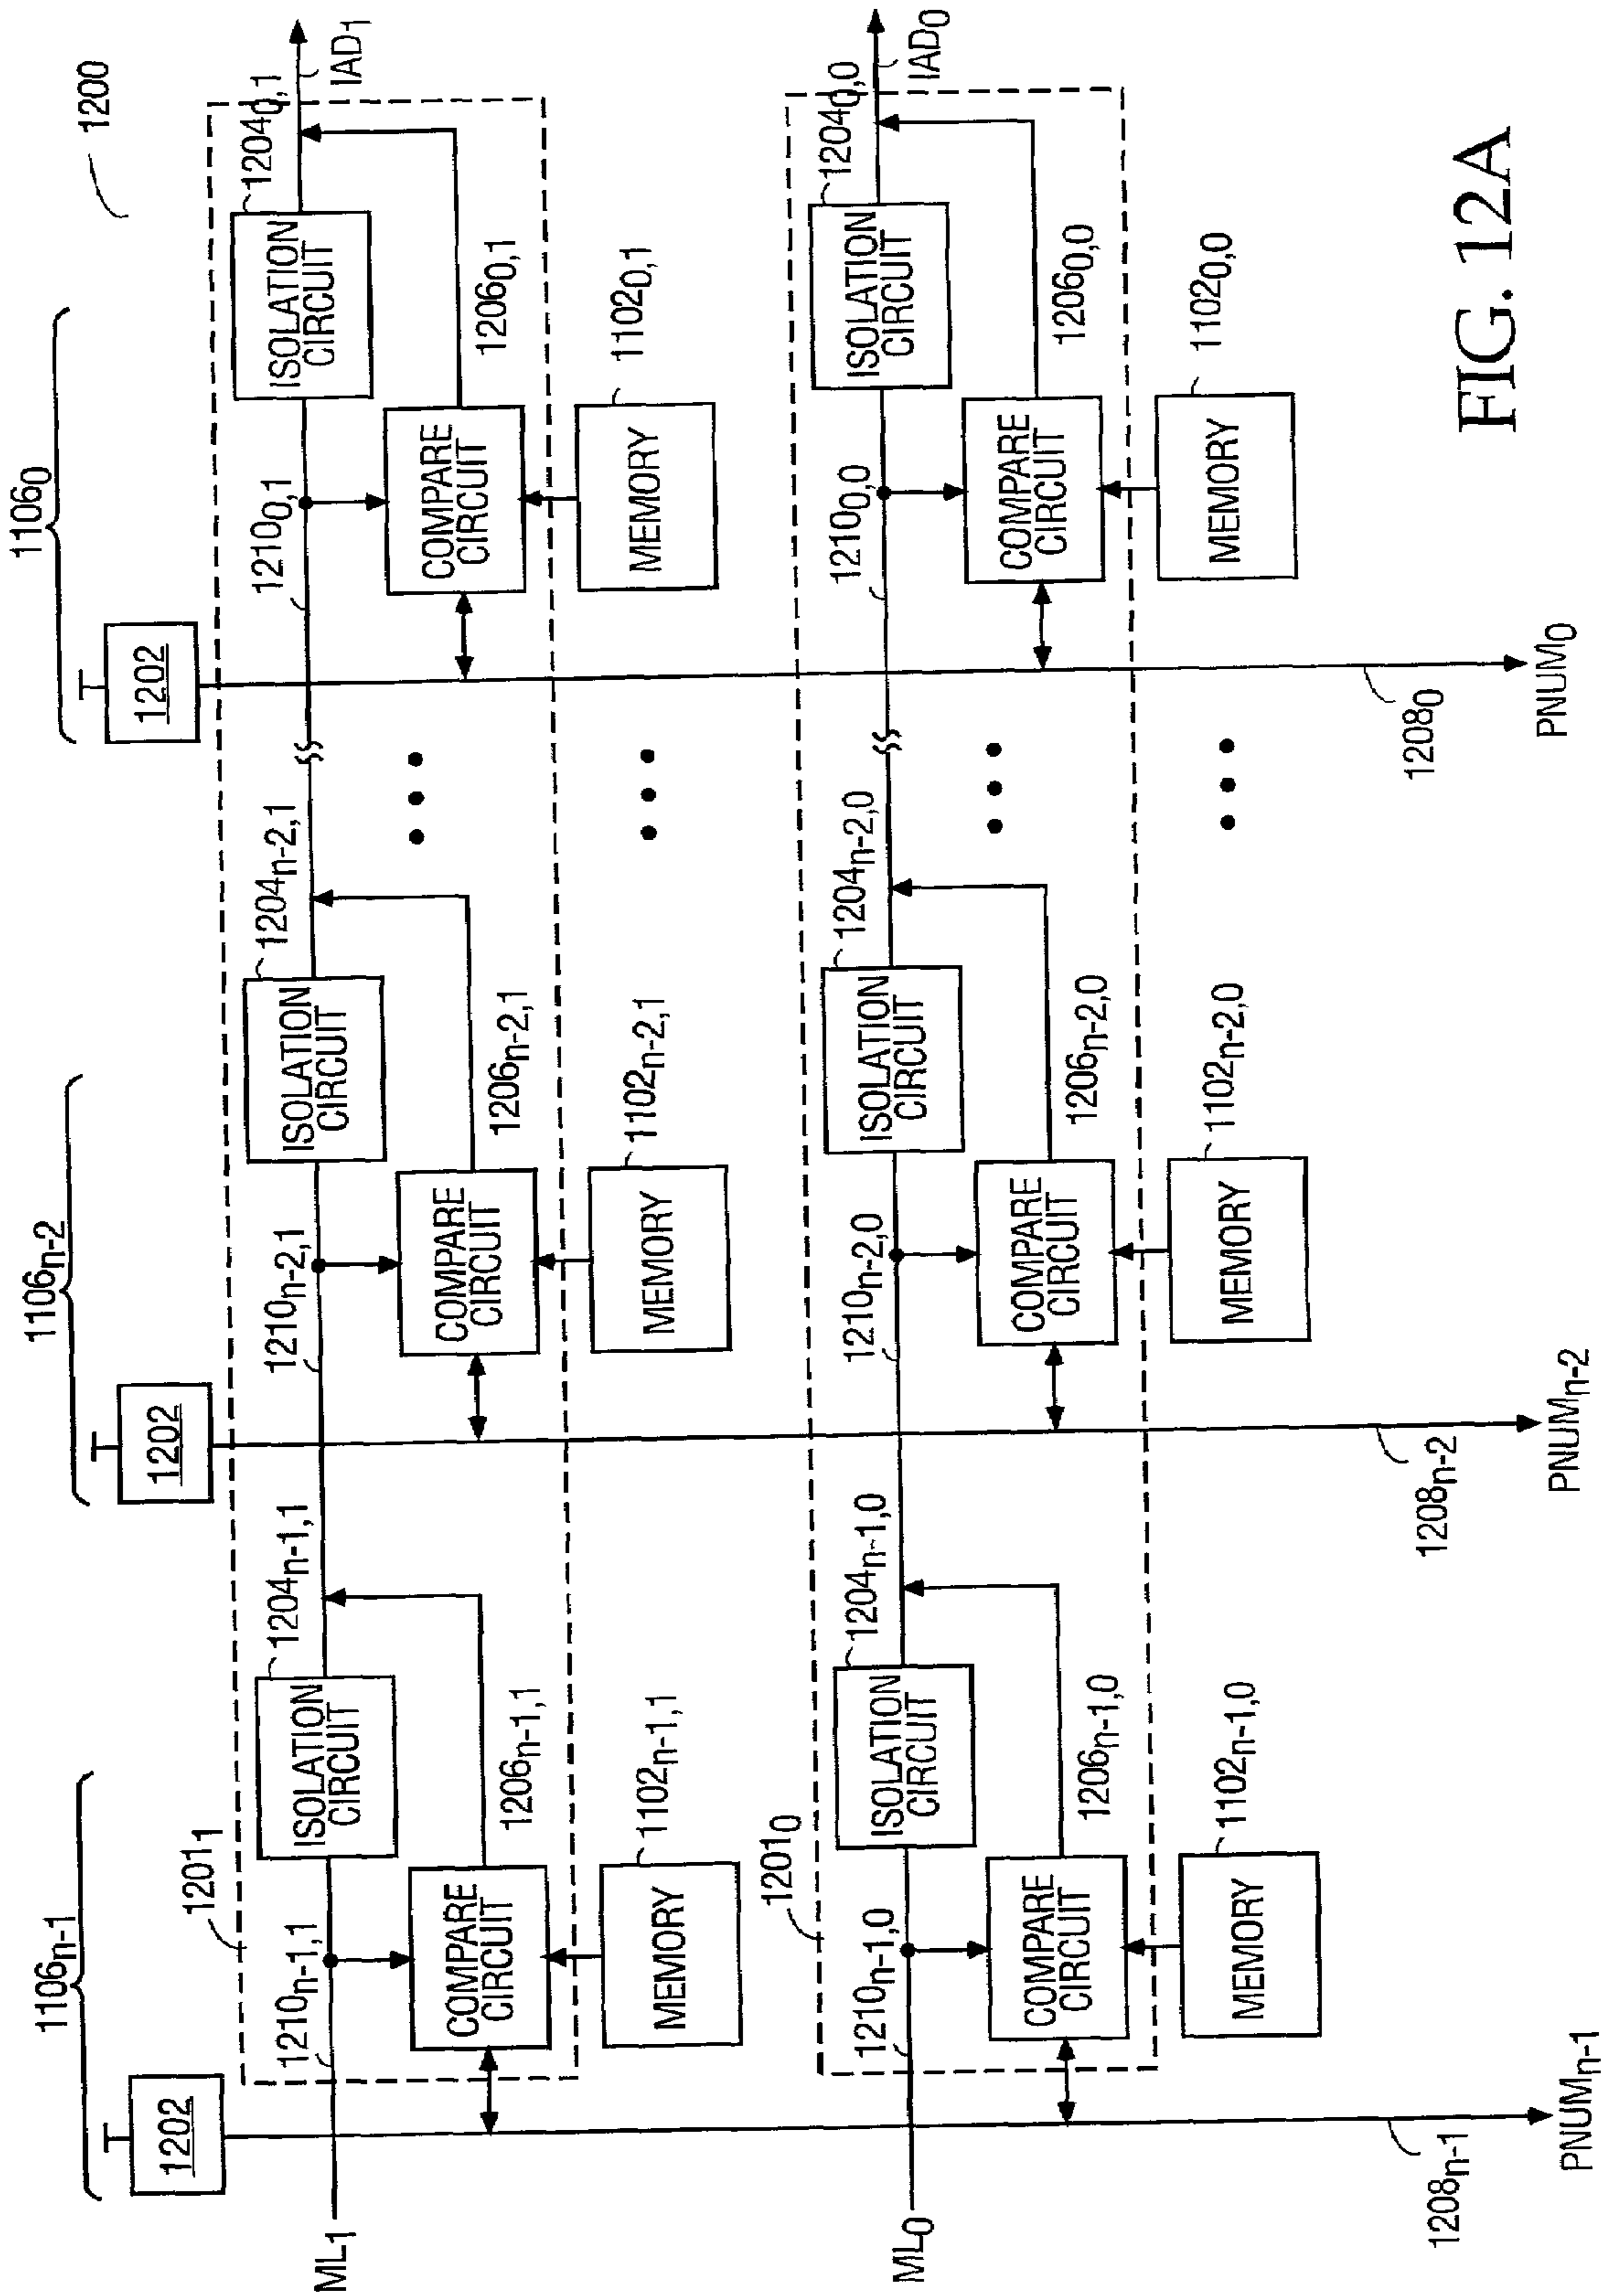 1106n-1
1106n-2
1106₀
1200
1202
1202
1202
1201₁
1210n-1,1
1204n-1,1
1210n-2,1
1204n-2,1
1210₀,₁
1204₀,₁
ML₁
IAD₁
ISOLATION CIRCUIT
ISOLATION CIRCUIT
ISOLATION CIRCUIT
COMPARE CIRCUIT
COMPARE CIRCUIT
COMPARE CIRCUIT
1206n-1,1
1206n-2,1
1206₀,₁
MEMORY
1102n-1,1
MEMORY
1102n-2,1
MEMORY
1102₀,₁
1201₀
1210n-1,0
1204n-1,0
1210n-2,0
1204n-2,0
1210₀,₀
1204₀,₀
ML₀
IAD₀
ISOLATION CIRCUIT
ISOLATION CIRCUIT
ISOLATION CIRCUIT
COMPARE CIRCUIT
COMPARE CIRCUIT
COMPARE CIRCUIT
1206n-1,0
1206n-2,0
1206₀,₀
MEMORY
1102n-1,0
MEMORY
1102n-2,0
MEMORY
1102₀,₀
1208n-1
1208n-2
1208₀
PNUMn-1
PNUMn-2
PNUM₀
FIG. 12A